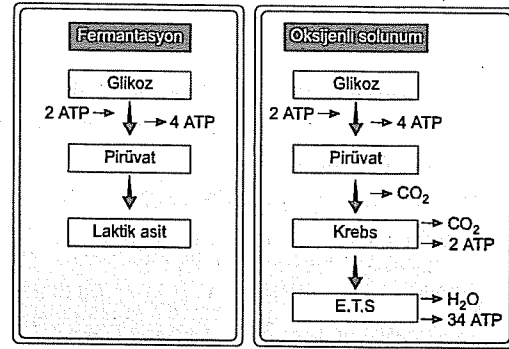 Fermantasyon
Glikoz
2 ATP → → 4 ATP
Pirüvat
Laktik asit
Oksijenli solunum
Glikoz
2 ATP → → 4 ATP
Pirüvat
→ CO₂
Krebs → CO₂
→ 2 ATP
E.T.S → H₂O
→ 34 ATP